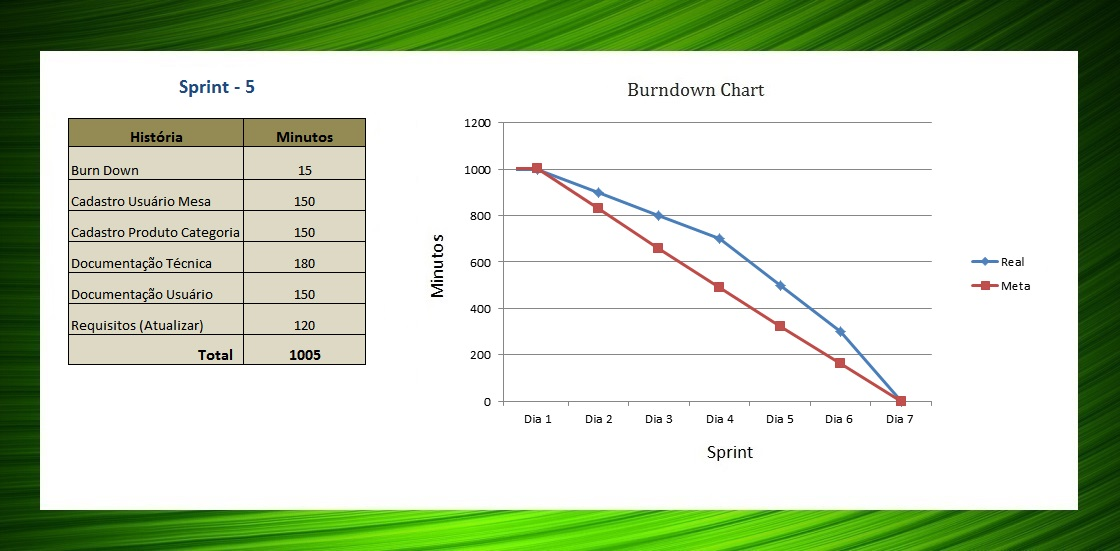 Sprint - 5
História Minutos
Burn Down 15
Cadastro Usuário Mesa 150
Cadastro Produto Categoria 150
Documentação Técnica 180
Documentação Usuário 150
Requisitos (Atualizar) 120
Total 1005
Burndown Chart
1200
1000
800
600
400
200
0
Minutos
Dia 1 Dia 2 Dia 3 Dia 4 Dia 5 Dia 6 Dia 7
Sprint
Real
Meta